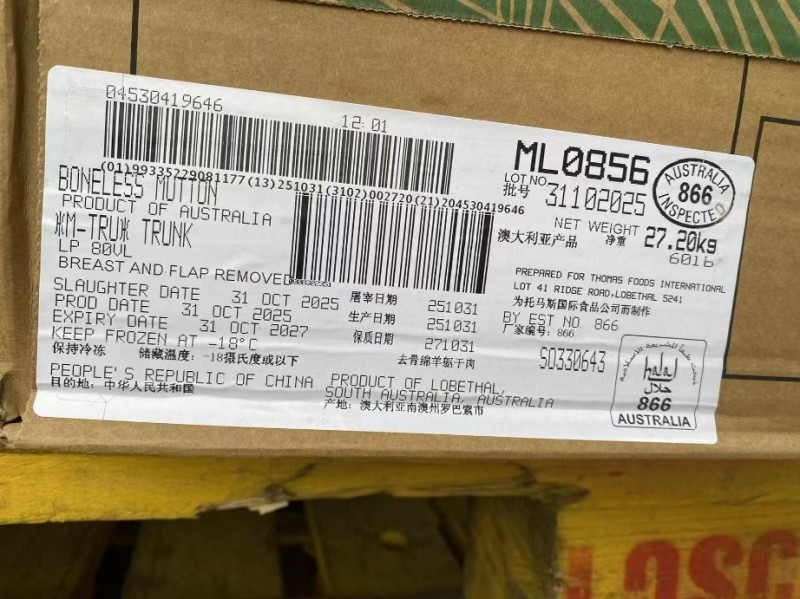 04530419646
12:01
ML0856
(01)99335229081177(13)251031(3102)002720(21)204530419646
LOT NO
批号
31102025
AUSTRALIA
866
INSPECTED
BONELESS MUTTON
PRODUCT OF AUSTRALIA
澳大利亚产品
NET WEIGHT
净重
27.20kg
601b
*M-TRU* TRUNK
LP 80VL
BREAST AND FLAP REMOVED
PREPARED FOR THOMAS FOODS INTERNATIONAL
LOT 41 RIDGE ROAD,LOBETHAL 5241
为托马斯国际食品公司而制作
BY EST NO. 866
厂家编号: 866
SLAUGHTER DATE 31 OCT 2025 屠宰日期 251031
PROD DATE 31 OCT 2025 生产日期 251031
EXPIRY DATE 31 OCT 2027 保质日期 271031
KEEP FROZEN AT -18°C
保持冷冻 储藏温度: -18摄氏度或以下
去骨绵羊躯干肉
S0330643
halal
حلال
866
AUSTRALIA
PEOPLE'S REPUBLIC OF CHINA
目的地: 中华人民共和国
PRODUCT OF LOBETHAL,
SOUTH AUSTRALIA, AUSTRALIA
产地: 澳大利亚南澳州罗巴索市
LOSC